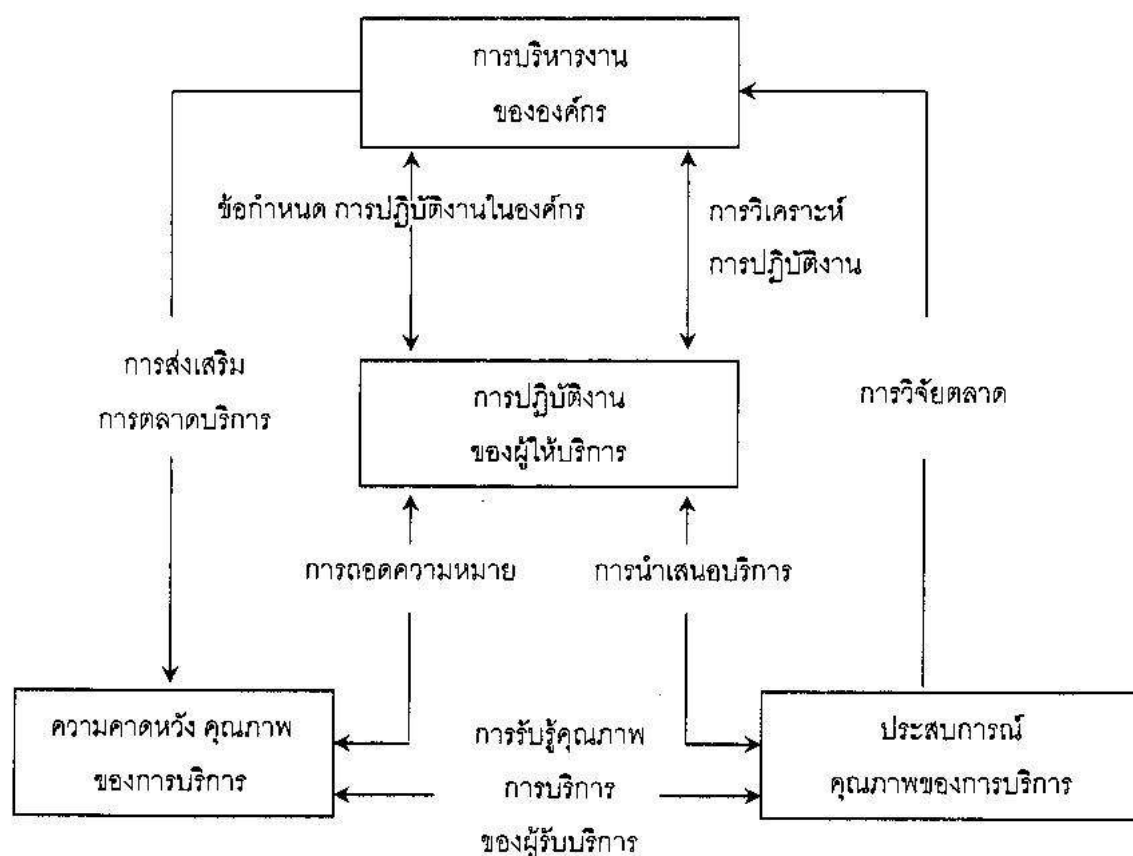 การบริหารงาน
ขององค์กร
ข้อกำหนด การปฏิบัติงานในองค์กร
การวิเคราะห์
การปฏิบัติงาน
การส่งเสริม
การตลาดบริการ
การปฏิบัติงาน
ของผู้ให้บริการ
การวิจัยตลาด
การถอดความหมาย
การนำเสนอบริการ
ความคาดหวัง คุณภาพ
ของการบริการ
การรับรู้คุณภาพ
การบริการ
ของผู้รับบริการ
ประสบการณ์
คุณภาพของการบริการ